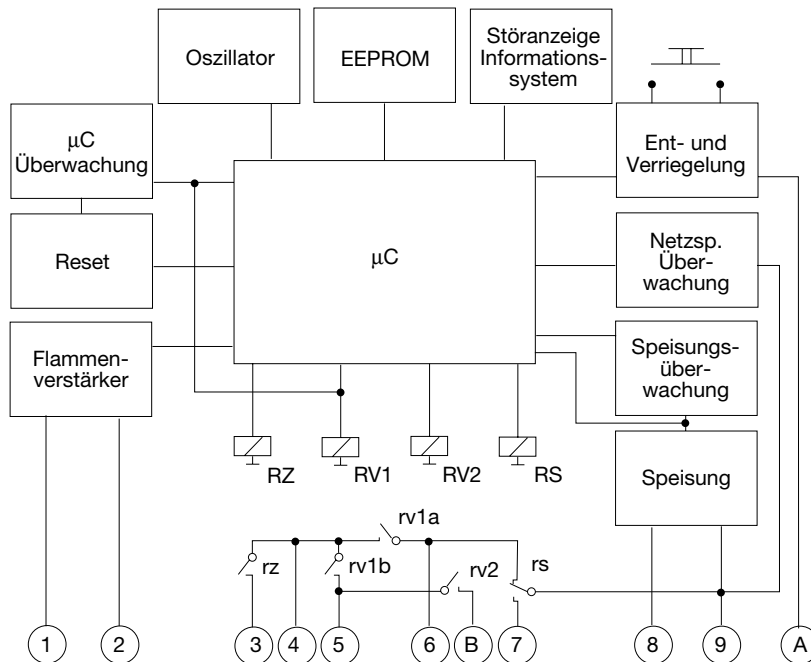 Oszillator
EEPROM
Störanzeige
Informations-
system
µC
Überwachung
Ent- und
Verriegelung
Reset
µC
Netzsp.
Über-
wachung
Flammen-
verstärker
Speisungs-
über-
wachung
RZ
RV1
RV2
RS
Speisung
rv1a
rz
rv1b
rv2
rs
1
2
3
4
5
6
B
7
8
9
A